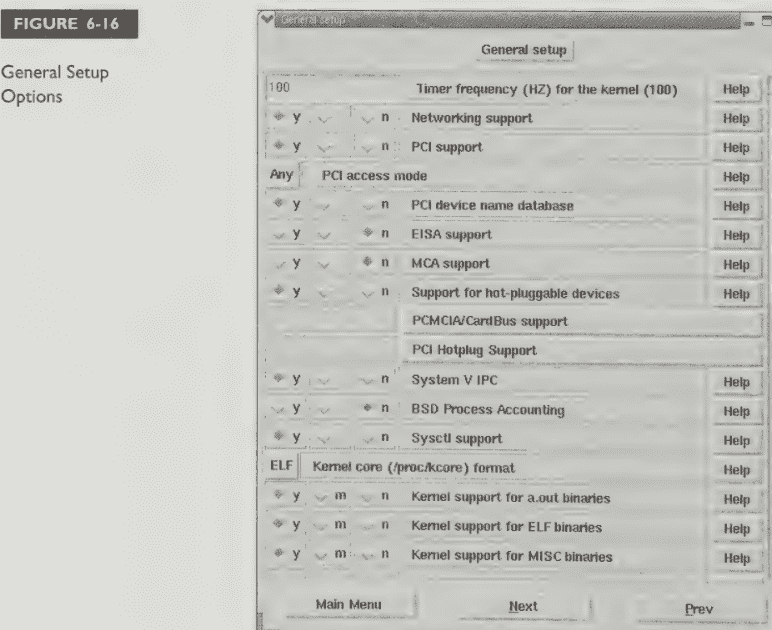 FIGURE 6-16
General Setup
Options
General setup
General setup
100 Timer frequency (HZ) for the kernel (100) Help
y n Networking support Help
y n PCI support Help
Any PCI access mode Help
y n PCI device name database Help
y n EISA support Help
y n MCA support Help
y n Support for hot-pluggable devices Help
PCMCIA/CardBus support
PCI Hotplug Support
y n System V IPC Help
y n BSD Process Accounting Help
y n Sysctl support Help
ELF Kernel core (/proc/kcore) format Help
y m n Kernel support for a.out binaries Help
y m n Kernel support for ELF binaries Help
y m n Kernel support for MISC binaries Help
Main Menu Next Prev